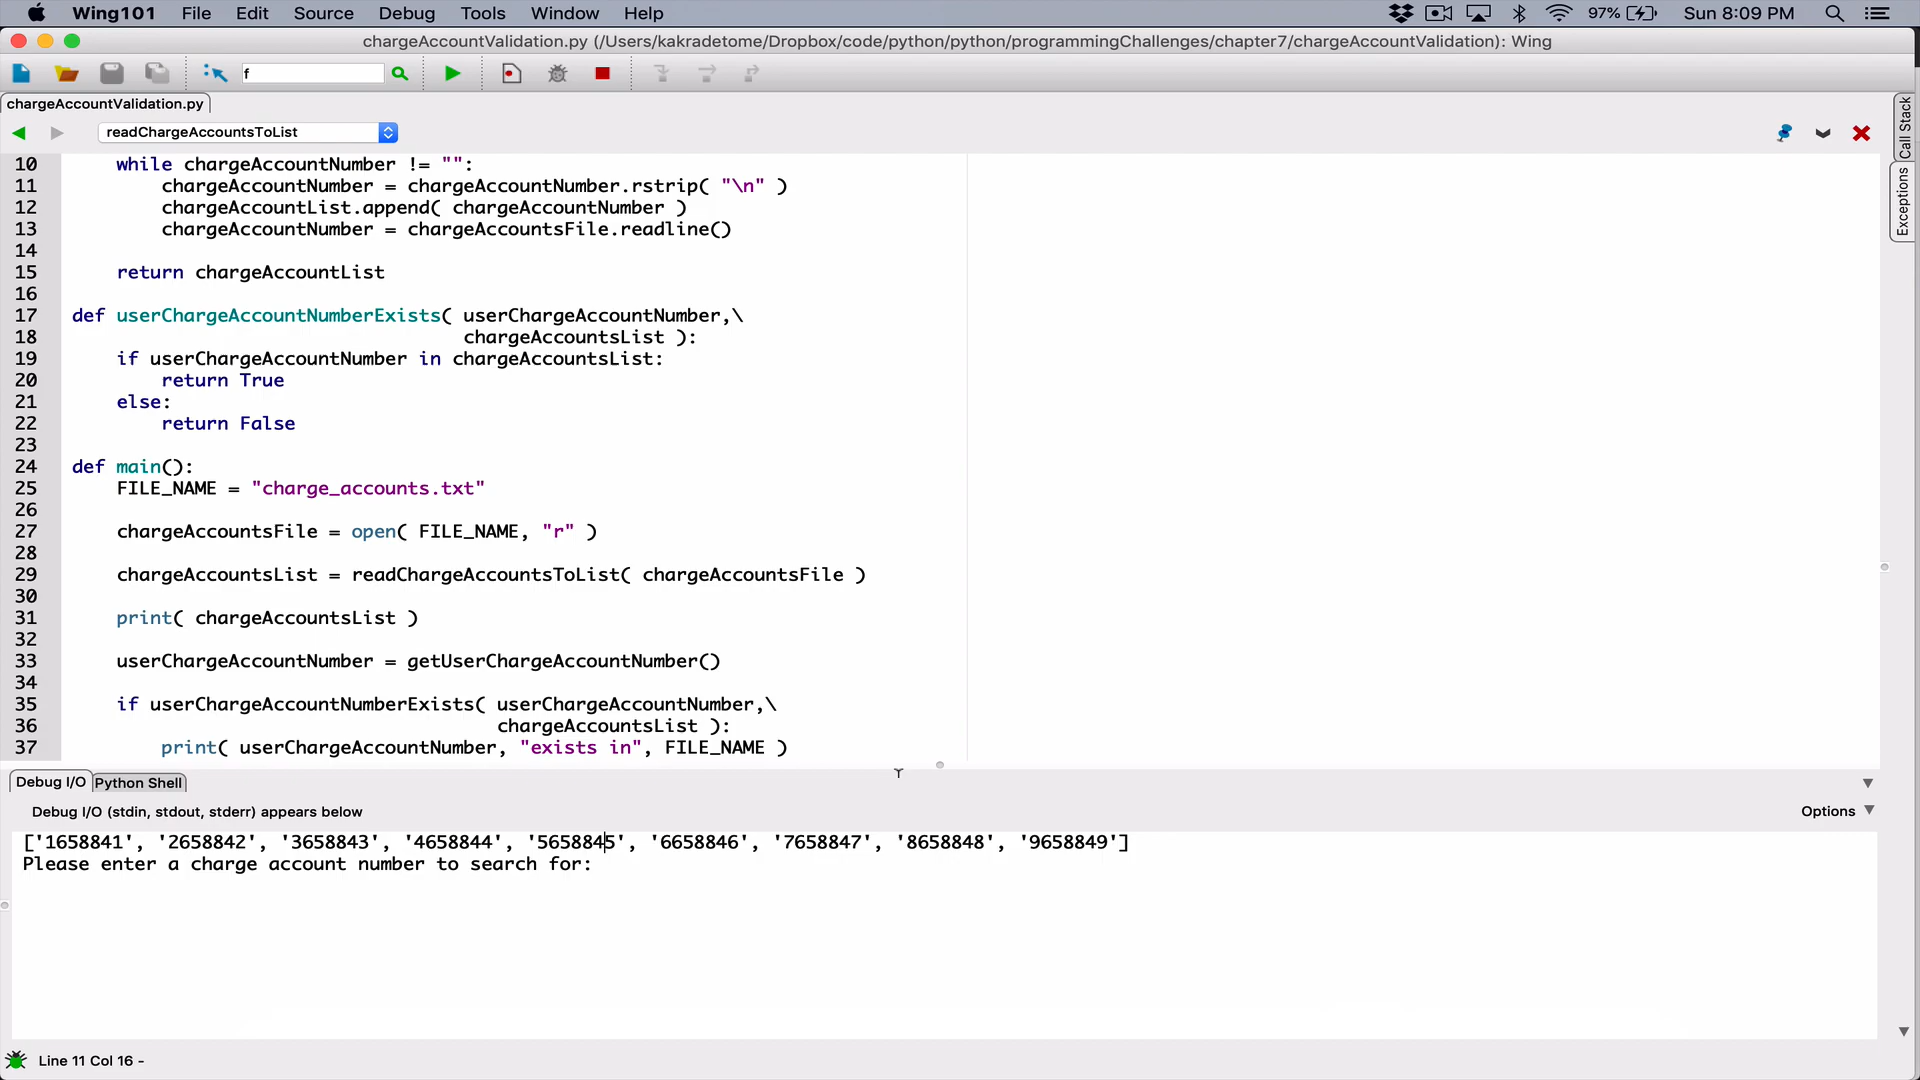 Wing101 File Edit Source Debug Tools Window Help 97% Sun 8:09 PM
chargeAccountValidation.py (/Users/kakradetome/Dropbox/code/python/python/programmingChallenges/chapter7/chargeAccountValidation): Wing
f
chargeAccountValidation.py
readChargeAccountsToList
Call Stack
Exceptions
10 while chargeAccountNumber != "":
11 chargeAccountNumber = chargeAccountNumber.rstrip( "\n" )
12 chargeAccountList.append( chargeAccountNumber )
13 chargeAccountNumber = chargeAccountsFile.readline()
14
15 return chargeAccountList
16
17 def userChargeAccountNumberExists( userChargeAccountNumber,\
18 chargeAccountsList ):
19 if userChargeAccountNumber in chargeAccountsList:
20 return True
21 else:
22 return False
23
24 def main():
25 FILE_NAME = "charge_accounts.txt"
26
27 chargeAccountsFile = open( FILE_NAME, "r" )
28
29 chargeAccountsList = readChargeAccountsToList( chargeAccountsFile )
30
31 print( chargeAccountsList )
32
33 userChargeAccountNumber = getUserChargeAccountNumber()
34
35 if userChargeAccountNumberExists( userChargeAccountNumber,\
36 chargeAccountsList ):
37 print( userChargeAccountNumber, "exists in", FILE_NAME )
Debug I/O Python Shell
Debug I/O (stdin, stdout, stderr) appears below Options
['1658841', '2658842', '3658843', '4658844', '5658845', '6658846', '7658847', '8658848', '9658849']
Please enter a charge account number to search for:
Line 11 Col 16 -